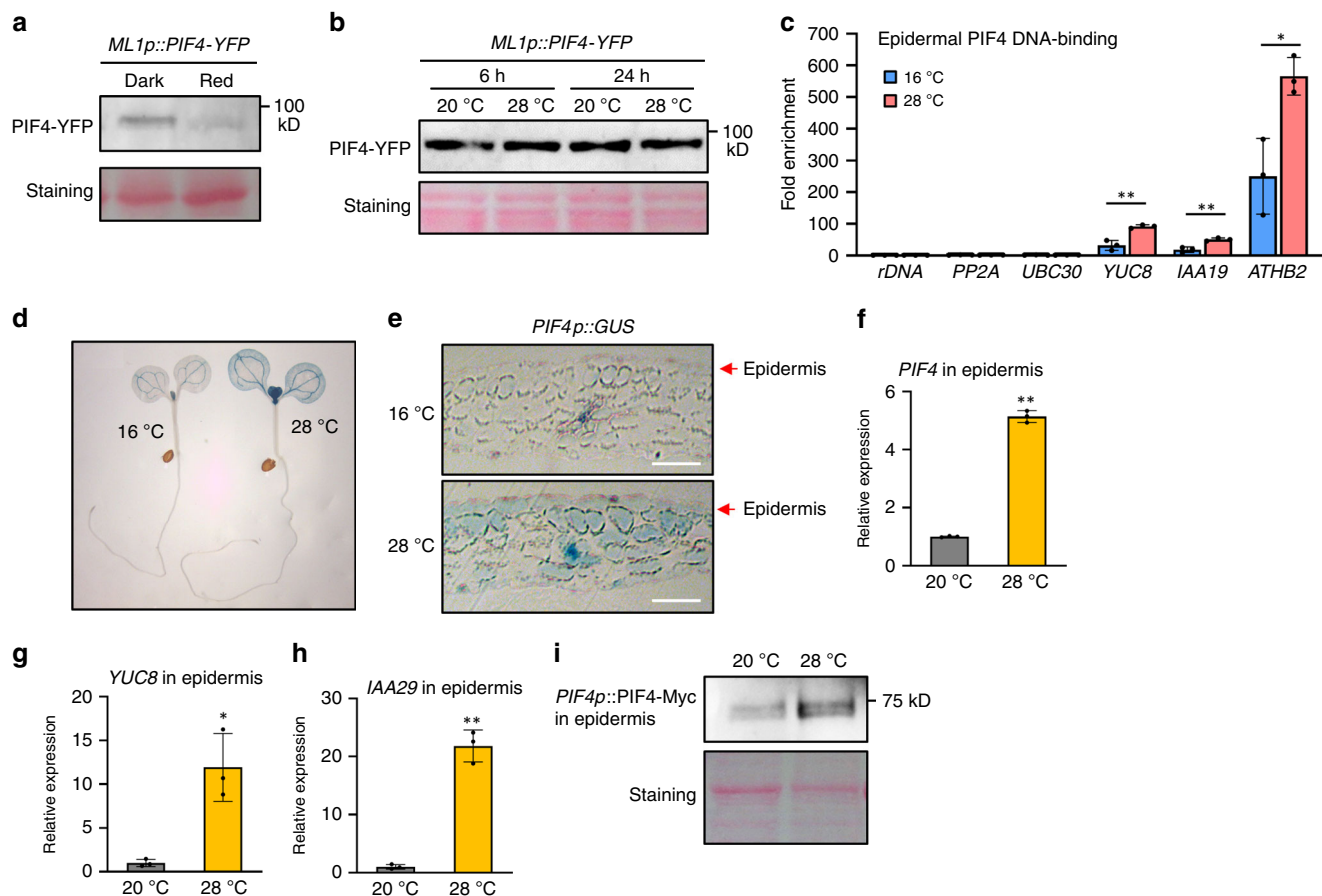 a
ML1p::PIF4-YFP
Dark Red
PIF4-YFP
100
kD
Staining
b
ML1p::PIF4-YFP
6 h 24 h
20 °C 28 °C 20 °C 28 °C
PIF4-YFP
100
kD
Staining
c
Epidermal PIF4 DNA-binding
16 °C
28 °C
Fold enrichment
700
600
500
400
300
200
100
0
** ** *
rDNA PP2A UBC30 YUC8 IAA19 ATHB2
d
16 °C 28 °C
e
PIF4p::GUS
16 °C
Epidermis
28 °C
Epidermis
f
PIF4 in epidermis
Relative expression
6
4
2
0
**
20 °C 28 °C
g
YUC8 in epidermis
Relative expression
20
15
10
5
0
*
20 °C 28 °C
h
IAA29 in epidermis
Relative expression
30
20
10
0
**
20 °C 28 °C
i
20 °C 28 °C
PIF4p::PIF4-Myc
in epidermis
75 kD
Staining